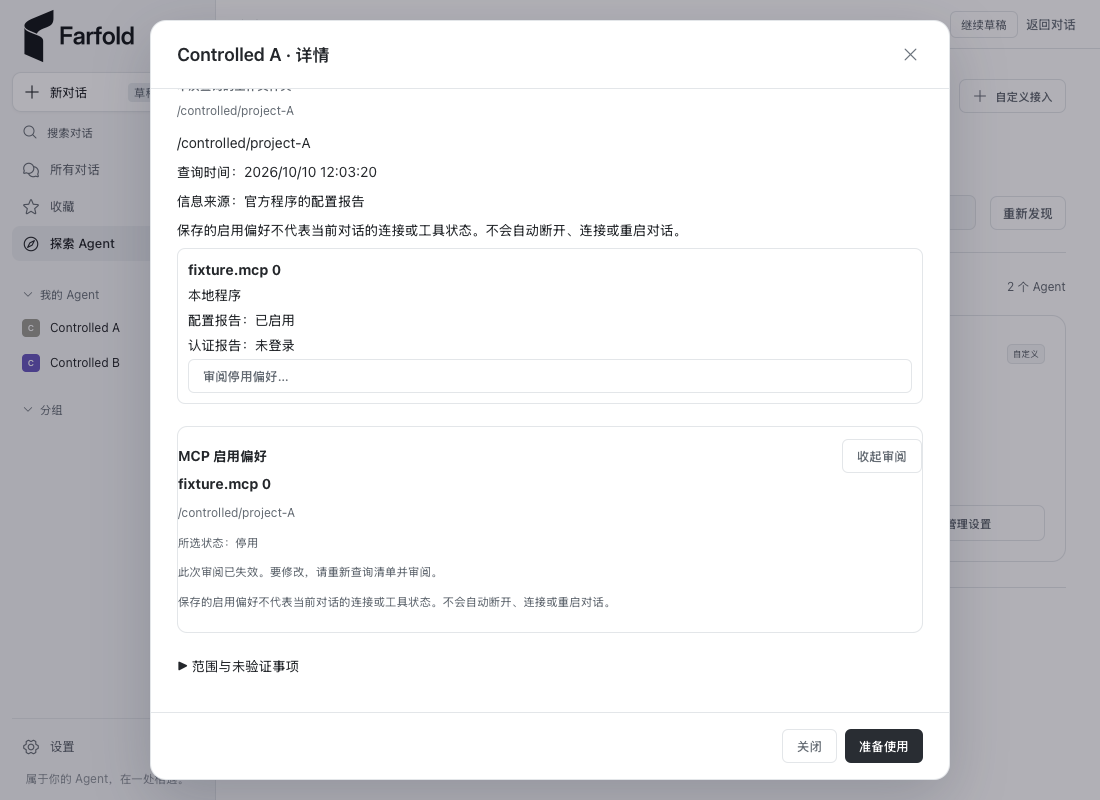 Farfold
继续草稿
返回对话
新对话
搜索对话
所有对话
收藏
探索 Agent
我的 Agent
C Controlled A
C Controlled B
分组
设置
属于你的 Agent，在一处
自定义接入
重新发现
2 个 Agent
自定义
管理设置
Controlled A · 详情
/controlled/project-A
/controlled/project-A
查询时间：2026/10/10 12:03:20
信息来源：官方程序的配置报告
保存的启用偏好不代表当前对话的连接或工具状态。不会自动断开、连接或重启对话。
fixture.mcp 0
本地程序
配置报告：已启用
认证报告：未登录
审阅停用偏好...
MCP 启用偏好
收起审阅
fixture.mcp 0
/controlled/project-A
所选状态：停用
此次审阅已失效。要修改，请重新查询清单并审阅。
保存的启用偏好不代表当前对话的连接或工具状态。不会自动断开、连接或重启对话。
范围与未验证事项
关闭
准备使用